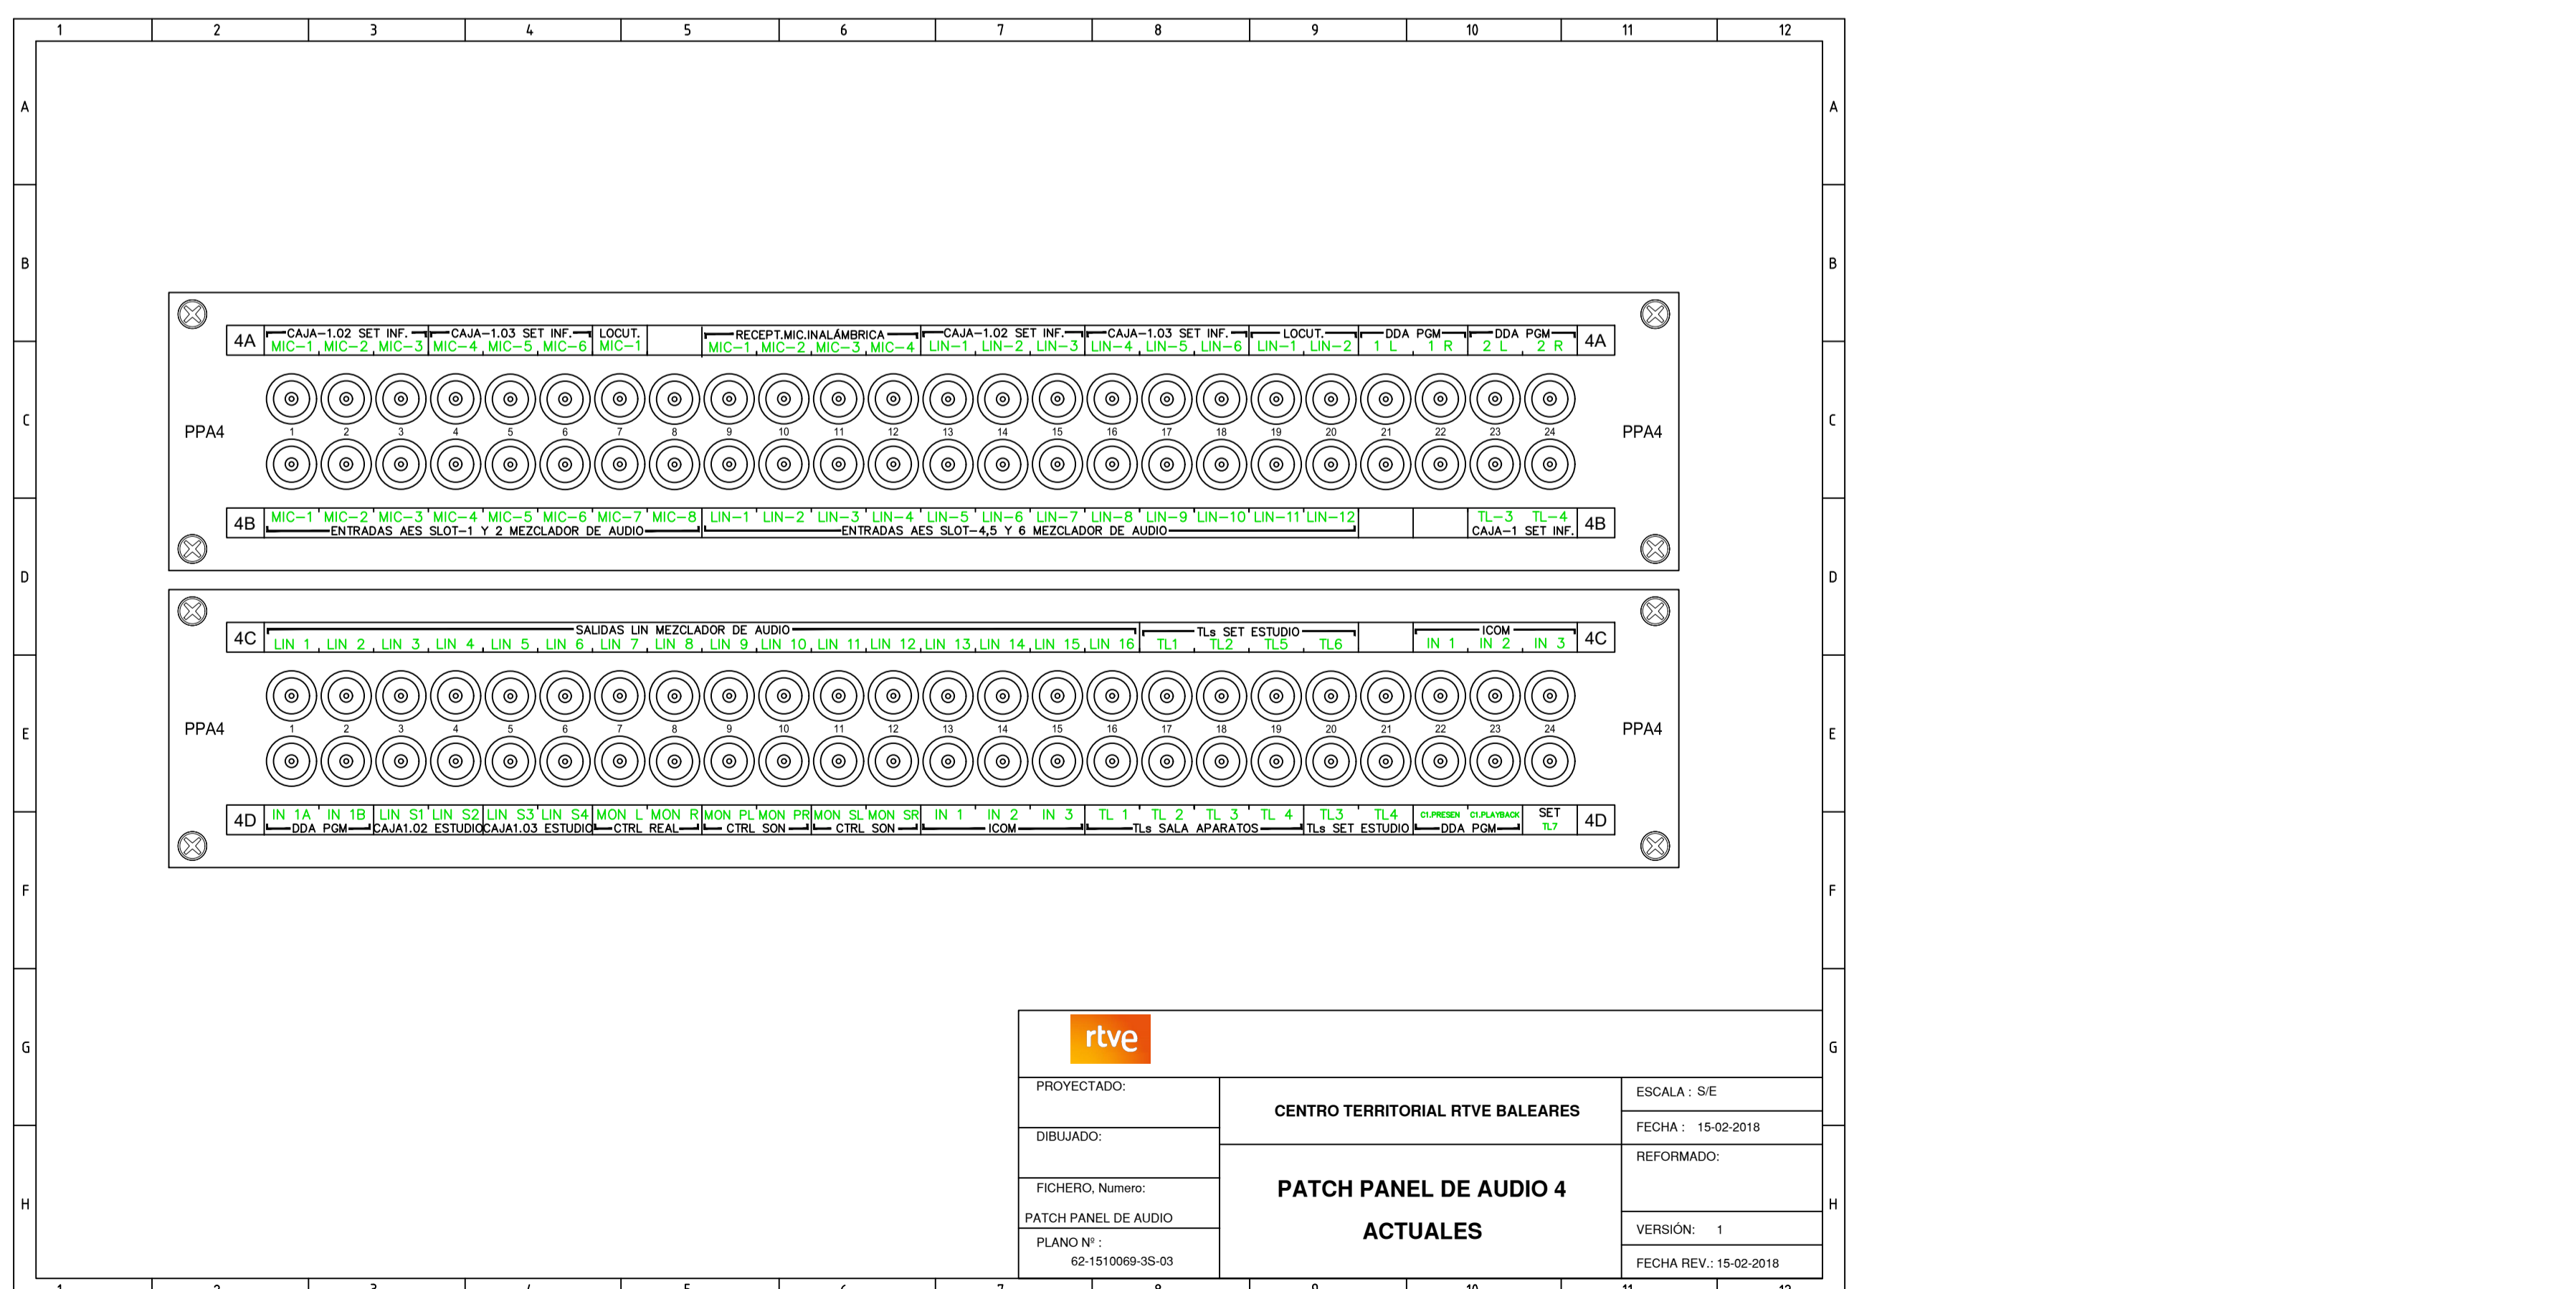 1 2 3 4 5 6 7 8 9 10 11 12
A A
B B
C C
D D
E E
F F
G G
H H
CAJA-1.02 SET INF. CAJA-1.03 SET INF. LOCUT. RECEPT.MIC.INALÁMBRICA CAJA-1.02 SET INF. CAJA-1.03 SET INF. LOCUT. DDA PGM DDA PGM
4A MIC-1 MIC-2 MIC-3 MIC-4 MIC-5 MIC-6 MIC-1 MIC-1 MIC-2 MIC-3 MIC-4 LIN-1 LIN-2 LIN-3 LIN-4 LIN-5 LIN-6 LIN-1 LIN-2 1 L 1 R 2 L 2 R 4A
PPA4 1 2 3 4 5 6 7 8 9 10 11 12 13 14 15 16 17 18 19 20 21 22 23 24 PPA4
4B MIC-1 MIC-2 MIC-3 MIC-4 MIC-5 MIC-6 MIC-7 MIC-8 LIN-1 LIN-2 LIN-3 LIN-4 LIN-5 LIN-6 LIN-7 LIN-8 LIN-9 LIN-10 LIN-11 LIN-12 TL-3 TL-4 4B
ENTRADAS AES SLOT-1 Y 2 MEZCLADOR DE AUDIO ENTRADAS AES SLOT-4,5 Y 6 MEZCLADOR DE AUDIO CAJA-1 SET INF.
SALIDAS LIN MEZCLADOR DE AUDIO TLs SET ESTUDIO ICOM
4C LIN 1 LIN 2 LIN 3 LIN 4 LIN 5 LIN 6 LIN 7 LIN 8 LIN 9 LIN 10 LIN 11 LIN 12 LIN 13 LIN 14 LIN 15 LIN 16 TL1 TL2 TL5 TL6 IN 1 IN 2 IN 3 4C
PPA4 1 2 3 4 5 6 7 8 9 10 11 12 13 14 15 16 17 18 19 20 21 22 23 24 PPA4
4D IN 1A IN 1B LIN S1 LIN S2 LIN S3 LIN S4 MON L MON R MON PL MON PR MON SL MON SR IN 1 IN 2 IN 3 TL 1 TL 2 TL 3 TL 4 TL3 TL4 C1.PRESEN C1.PLAYBACK SET 4D
DDA PGM CAJA1.02 ESTUDIO CAJA1.03 ESTUDIO CTRL REAL CTRL SON CTRL SON ICOM TLs SALA APARATOS TLs SET ESTUDIO DDA PGM TL7
rtve
PROYECTADO:
DIBUJADO:
FICHERO, Numero:
PATCH PANEL DE AUDIO
PLANO Nº :
62-1510069-3S-03
CENTRO TERRITORIAL RTVE BALEARES
PATCH PANEL DE AUDIO 4
ACTUALES
ESCALA : S/E
FECHA : 15-02-2018
REFORMADO:
VERSIÓN: 1
FECHA REV.: 15-02-2018